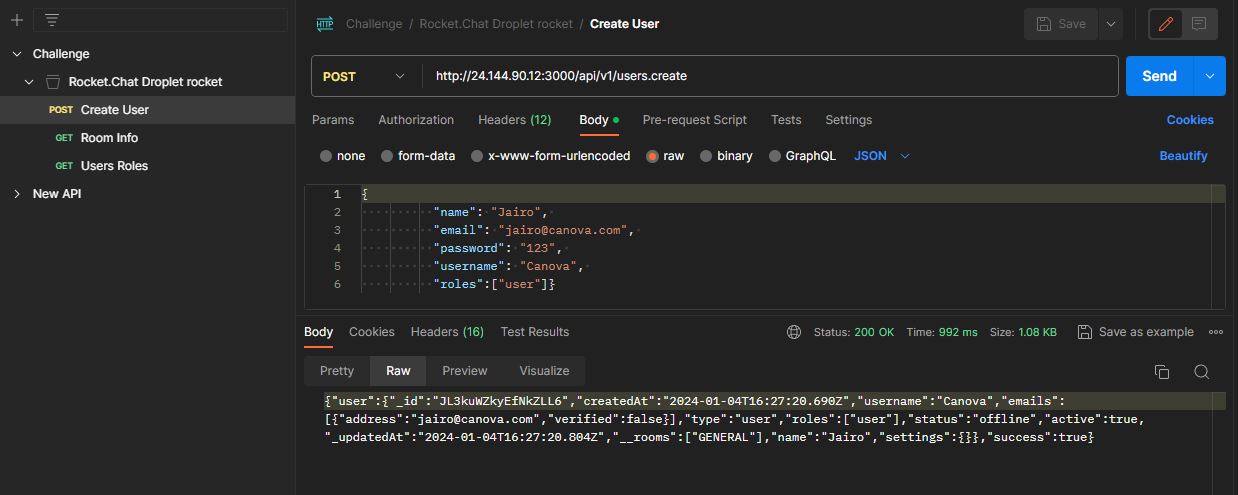 HTTP Challenge / Rocket.Chat Droplet rocket / Create User Save
Challenge
Rocket.Chat Droplet rocket
POST Create User
GET Room Info
GET Users Roles
New API
POST http://24.144.90.12:3000/api/v1/users.create Send
Params Authorization Headers (12) Body Pre-request Script Tests Settings Cookies
none form-data x-www-form-urlencoded raw binary GraphQL JSON Beautify
1 {
2 "name": "Jairo",
3 "email": "jairo@canova.com",
4 "password": "123",
5 "username": "Canova",
6 "roles":["user"]}
Body Cookies Headers (16) Test Results Status: 200 OK Time: 992 ms Size: 1.08 KB Save as example
Pretty Raw Preview Visualize
{"user":{"_id":"JL3kuWZkyEfNkZLL6","createdAt":"2024-01-04T16:27:20.690Z","username":"Canova","emails":
[{"address":"jairo@canova.com","verified":false}],"type":"user","roles":["user"],"status":"offline","active":true,
"_updatedAt":"2024-01-04T16:27:20.804Z","__rooms":["GENERAL"],"name":"Jairo","settings":{}},"success":true}